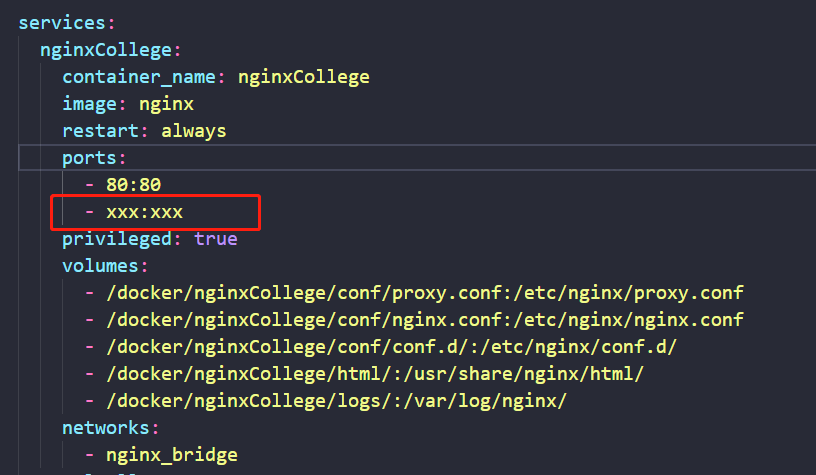 services:
nginxCollege:
container_name: nginxCollege
image: nginx
restart: always
ports:
- 80:80
- xxx:xxx
privileged: true
volumes:
- /docker/nginxCollege/conf/proxy.conf:/etc/nginx/proxy.conf
- /docker/nginxCollege/conf/nginx.conf:/etc/nginx/nginx.conf
- /docker/nginxCollege/conf/conf.d/:/etc/nginx/conf.d/
- /docker/nginxCollege/html/:/usr/share/nginx/html/
- /docker/nginxCollege/logs/:/var/log/nginx/
networks:
- nginx_bridge